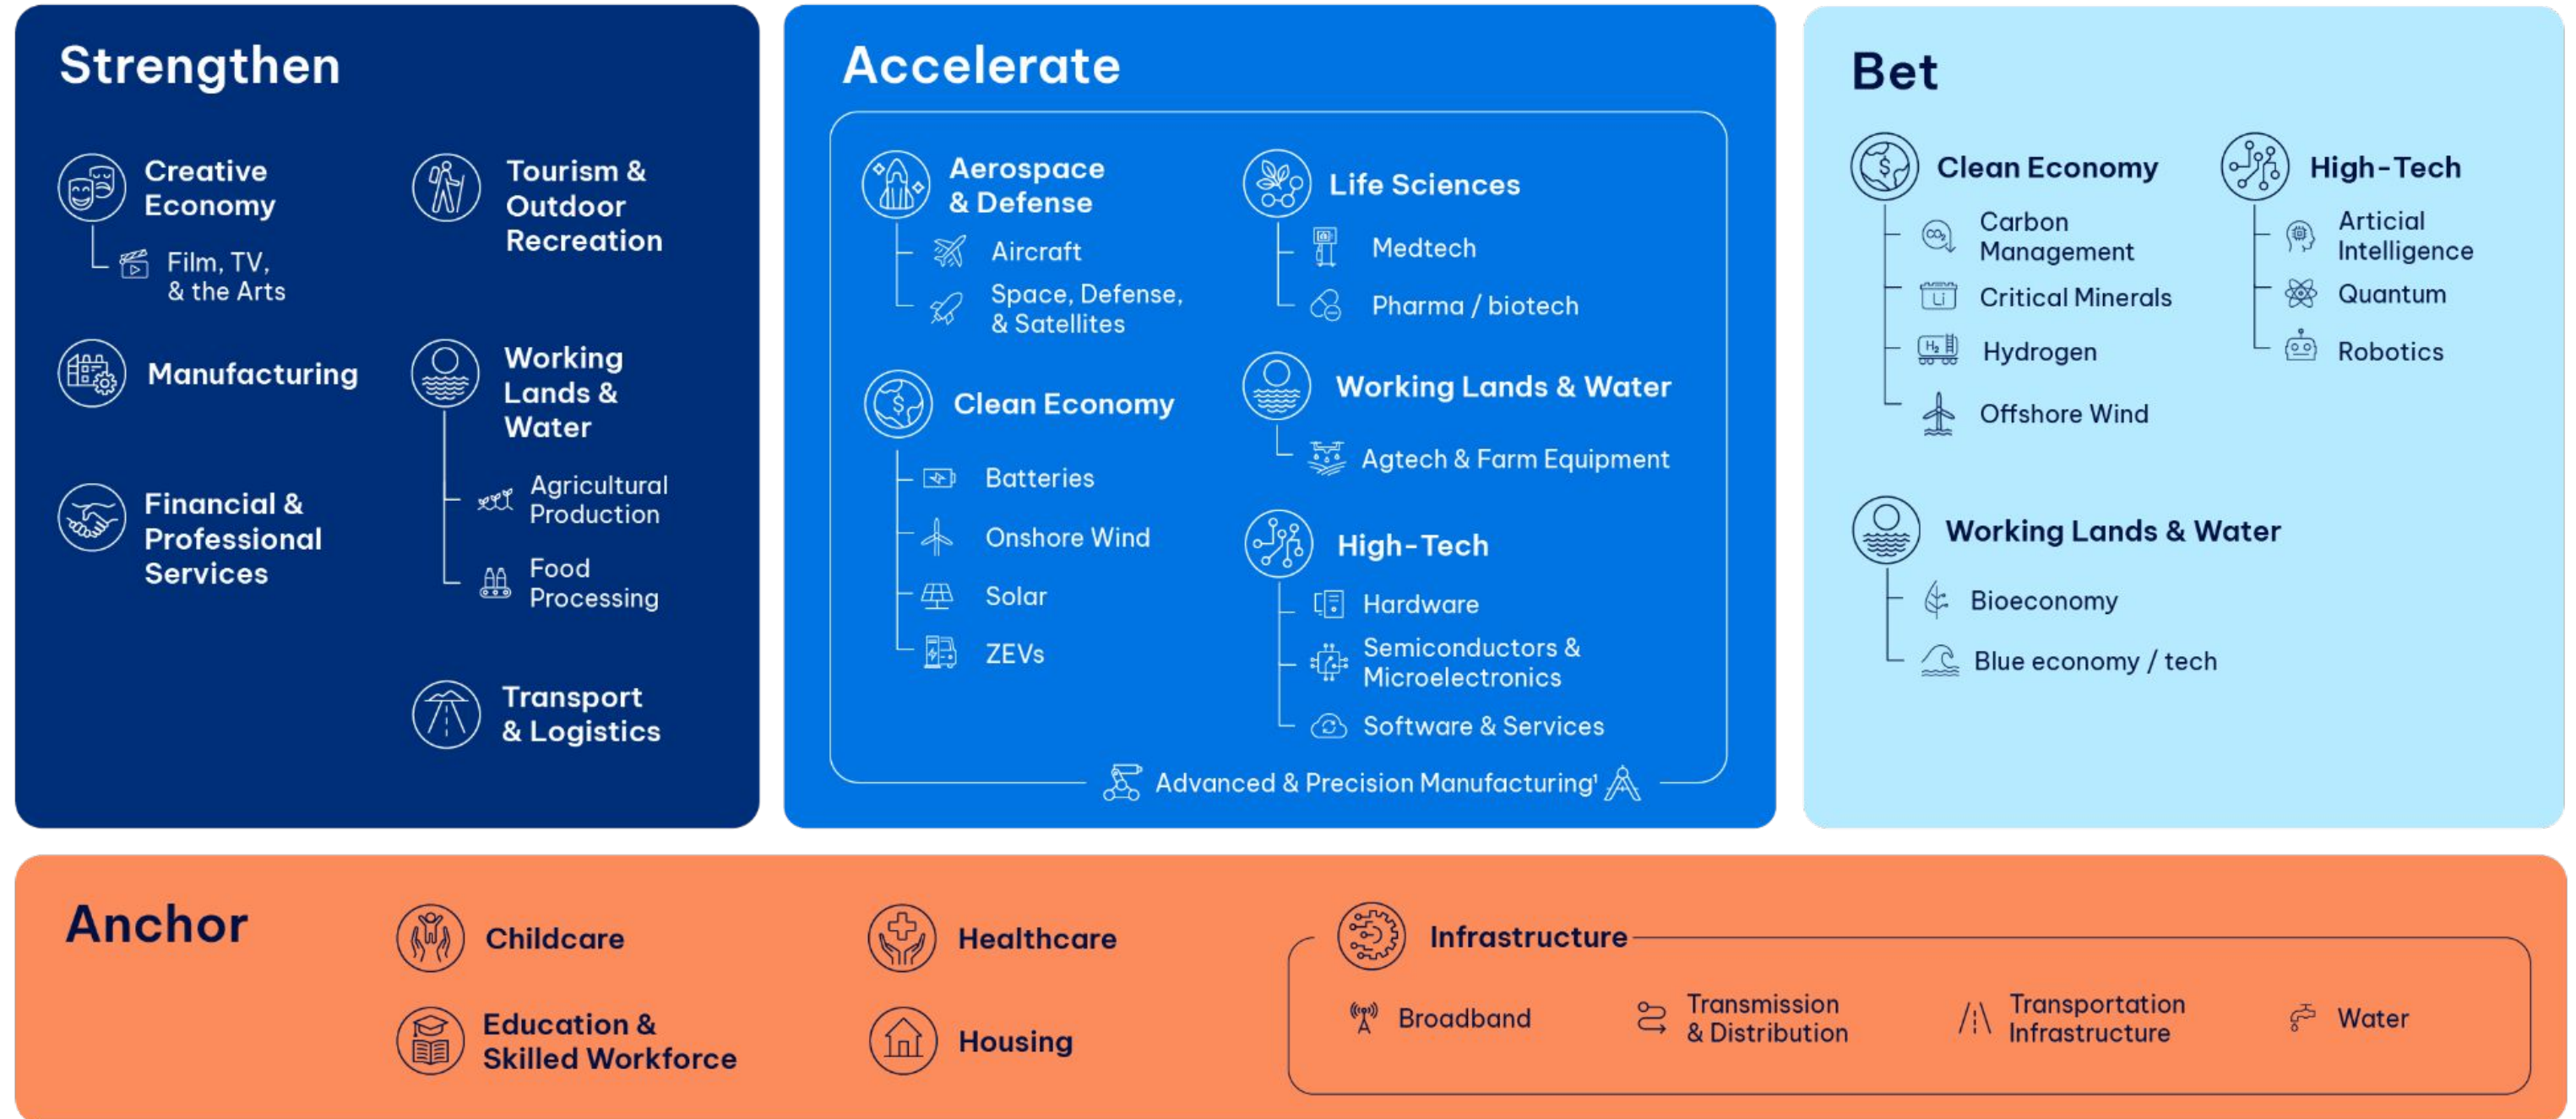 Strengthen
Creative
Economy
Film, TV,
& the Arts
Manufacturing
Financial &
Professional
Services
Tourism &
Outdoor
Recreation
Working
Lands &
Water
Agricultural
Production
Food
Processing
Transport
& Logistics
Accelerate
Aerospace
& Defense
Aircraft
Space, Defense,
& Satellites
Clean Economy
Batteries
Onshore Wind
Solar
ZEVs
Life Sciences
Medtech
Pharma / biotech
Working Lands & Water
Agtech & Farm Equipment
High-Tech
Hardware
Semiconductors &
Microelectronics
Software & Services
Advanced & Precision Manufacturing¹
Bet
Clean Economy
CO₂
Carbon
Management
Li
Critical Minerals
H₂
Hydrogen
Offshore Wind
High-Tech
Articial
Intelligence
Quantum
Robotics
Working Lands & Water
Bioeconomy
Blue economy / tech
Anchor
Childcare
Education &
Skilled Workforce
Healthcare
Housing
Infrastructure
Broadband
Transmission
& Distribution
Transportation
Infrastructure
Water